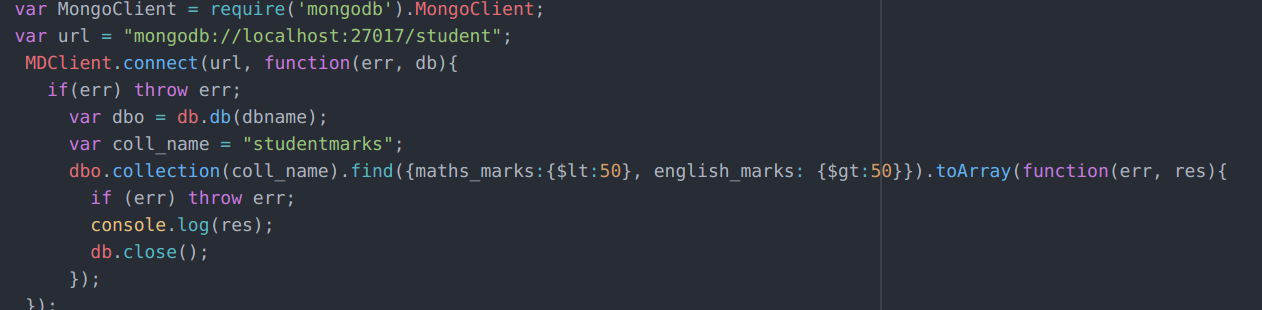 var MongoClient = require('mongodb').MongoClient;
var url = "mongodb://localhost:27017/student";
MDClient.connect(url, function(err, db){
if(err) throw err;
var dbo = db.db(dbname);
var coll_name = "studentmarks";
dbo.collection(coll_name).find({maths_marks:{$lt:50}, english_marks: {$gt:50}}).toArray(function(err, res){
if (err) throw err;
console.log(res);
db.close();
});
});